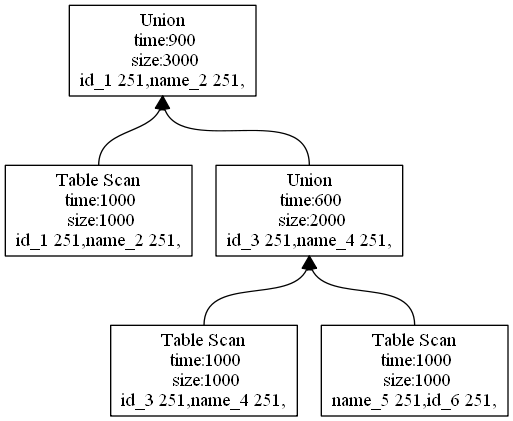 Union
time:900
size:3000
id_1 251,name_2 251,
Table Scan
time:1000
size:1000
id_1 251,name_2 251,
Union
time:600
size:2000
id_3 251,name_4 251,
Table Scan
time:1000
size:1000
id_3 251,name_4 251,
Table Scan
time:1000
size:1000
name_5 251,id_6 251,